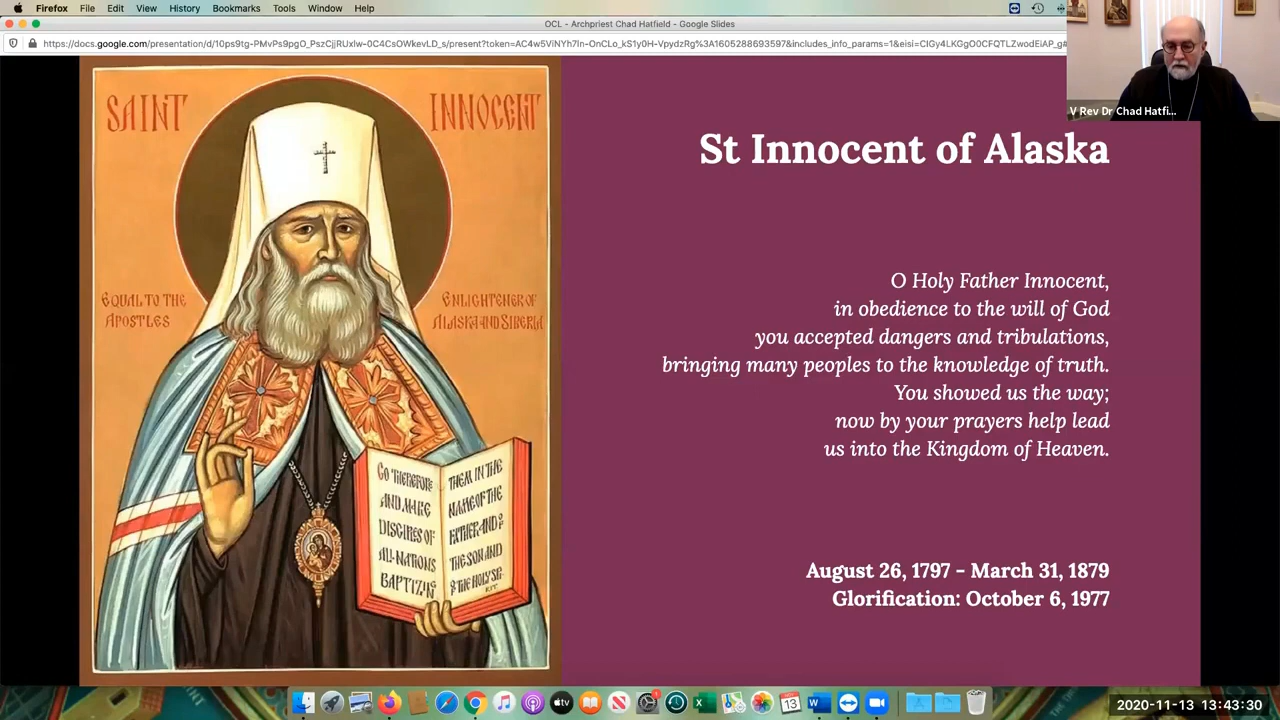 Firefox File Edit View History Bookmarks Tools Window Help
OCL - Archpriest Chad Hatfield - Google Slides
V Rev Dr Chad Hatfi...
SAINT INNOCENT
EQUAL TO THE
APOSTLES
ENLIGHTENER OF
ALASKA AND SIBERIA
GO THEREFORE
AND MAKE
DISCIPLES OF
ALL NATIONS
BAPTIZING
THEM IN THE
NAME OF THE
FATHER AND OF
THE SON AND
OF THE HOLY SPI-
RIT
St Innocent of Alaska
O Holy Father Innocent,
in obedience to the will of God
you accepted dangers and tribulations,
bringing many peoples to the knowledge of truth.
You showed us the way;
now by your prayers help lead
us into the Kingdom of Heaven.
August 26, 1797 - March 31, 1879
Glorification: October 6, 1977
2020-11-13 13:43:30